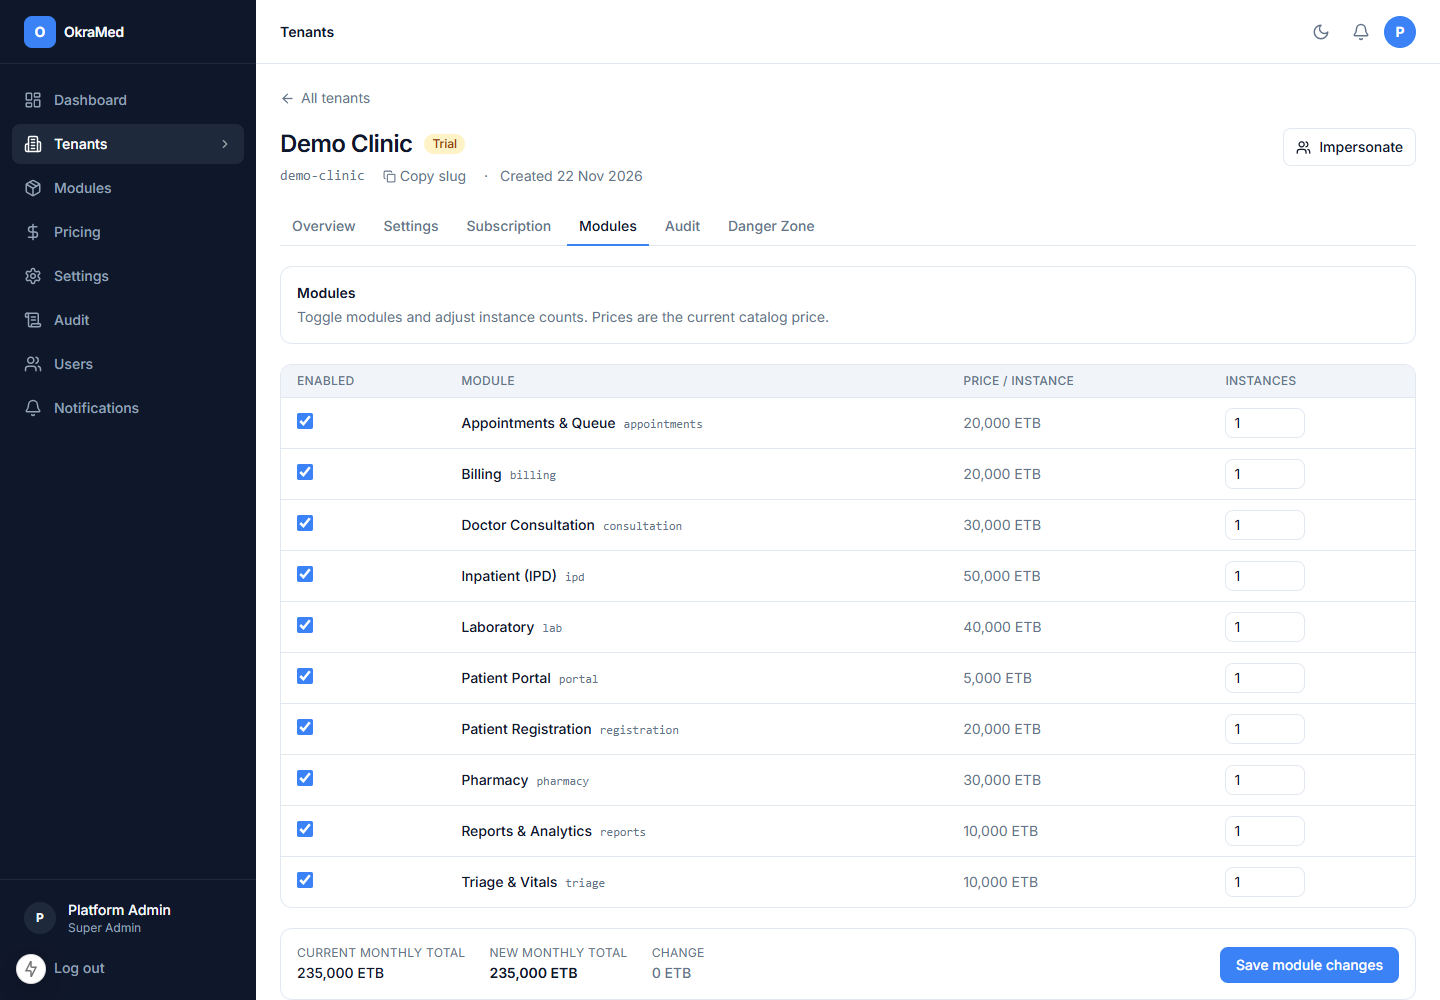 O OkraMed
Tenants
P
Dashboard
Tenants
Modules
Pricing
Settings
Audit
Users
Notifications
P
Platform Admin
Super Admin
Log out
All tenants
Demo Clinic Trial
Impersonate
demo-clinic Copy slug · Created 22 Nov 2026
Overview Settings Subscription Modules Audit Danger Zone
Modules
Toggle modules and adjust instance counts. Prices are the current catalog price.
ENABLED MODULE PRICE / INSTANCE INSTANCES
Appointments & Queue appointments 20,000 ETB 1
Billing billing 20,000 ETB 1
Doctor Consultation consultation 30,000 ETB 1
Inpatient (IPD) ipd 50,000 ETB 1
Laboratory lab 40,000 ETB 1
Patient Portal portal 5,000 ETB 1
Patient Registration registration 20,000 ETB 1
Pharmacy pharmacy 30,000 ETB 1
Reports & Analytics reports 10,000 ETB 1
Triage & Vitals triage 10,000 ETB 1
CURRENT MONTHLY TOTAL NEW MONTHLY TOTAL CHANGE
235,000 ETB 235,000 ETB 0 ETB
Save module changes